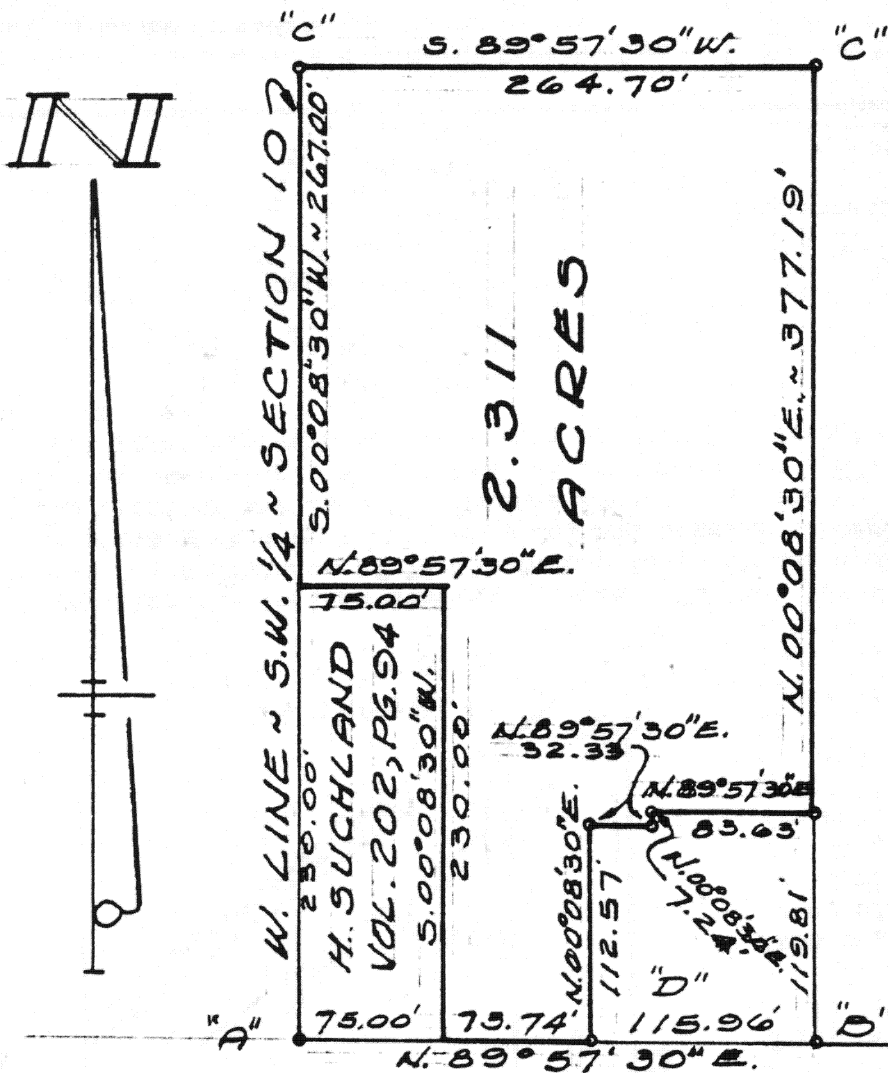 "C"
S. 89°57'30"W.
"C"
264.70'
N
W. LINE ~ S.W. 1/4 ~ SECTION 10
S.00°08'30"W. ~ 267.00'
2.311
ACRES
N.00°08'30"E. ~ 377.19'
N.89°57'30"E.
75.00'
230.00'
H. SUCHLAND
VOL. 202, PG. 94
S.00°08'30"W.
230.00'
N.89°57'30"E.
32.33
N.89°57'30"E
83.63'
N.00°08'30"E.
7.24'
N.00°08'30"E.
112.57'
"D"
119.81'
"A"
75.00'
73.74'
115.96'
"B"
N.89°57'30"E.